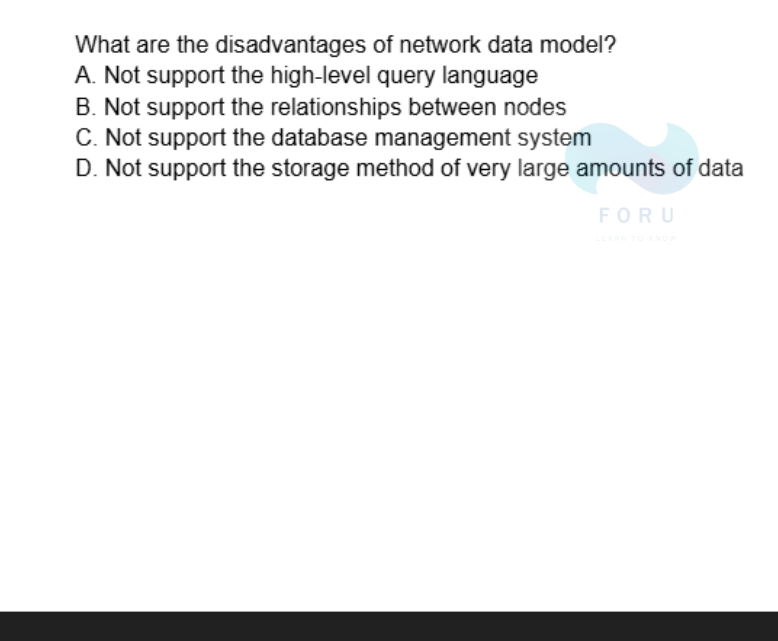 What are the disadvantages of network data model?
A. Not support the high-level query language
B. Not support the relationships between nodes
C. Not support the database management system
D. Not support the storage method of very large amounts of data
FORU